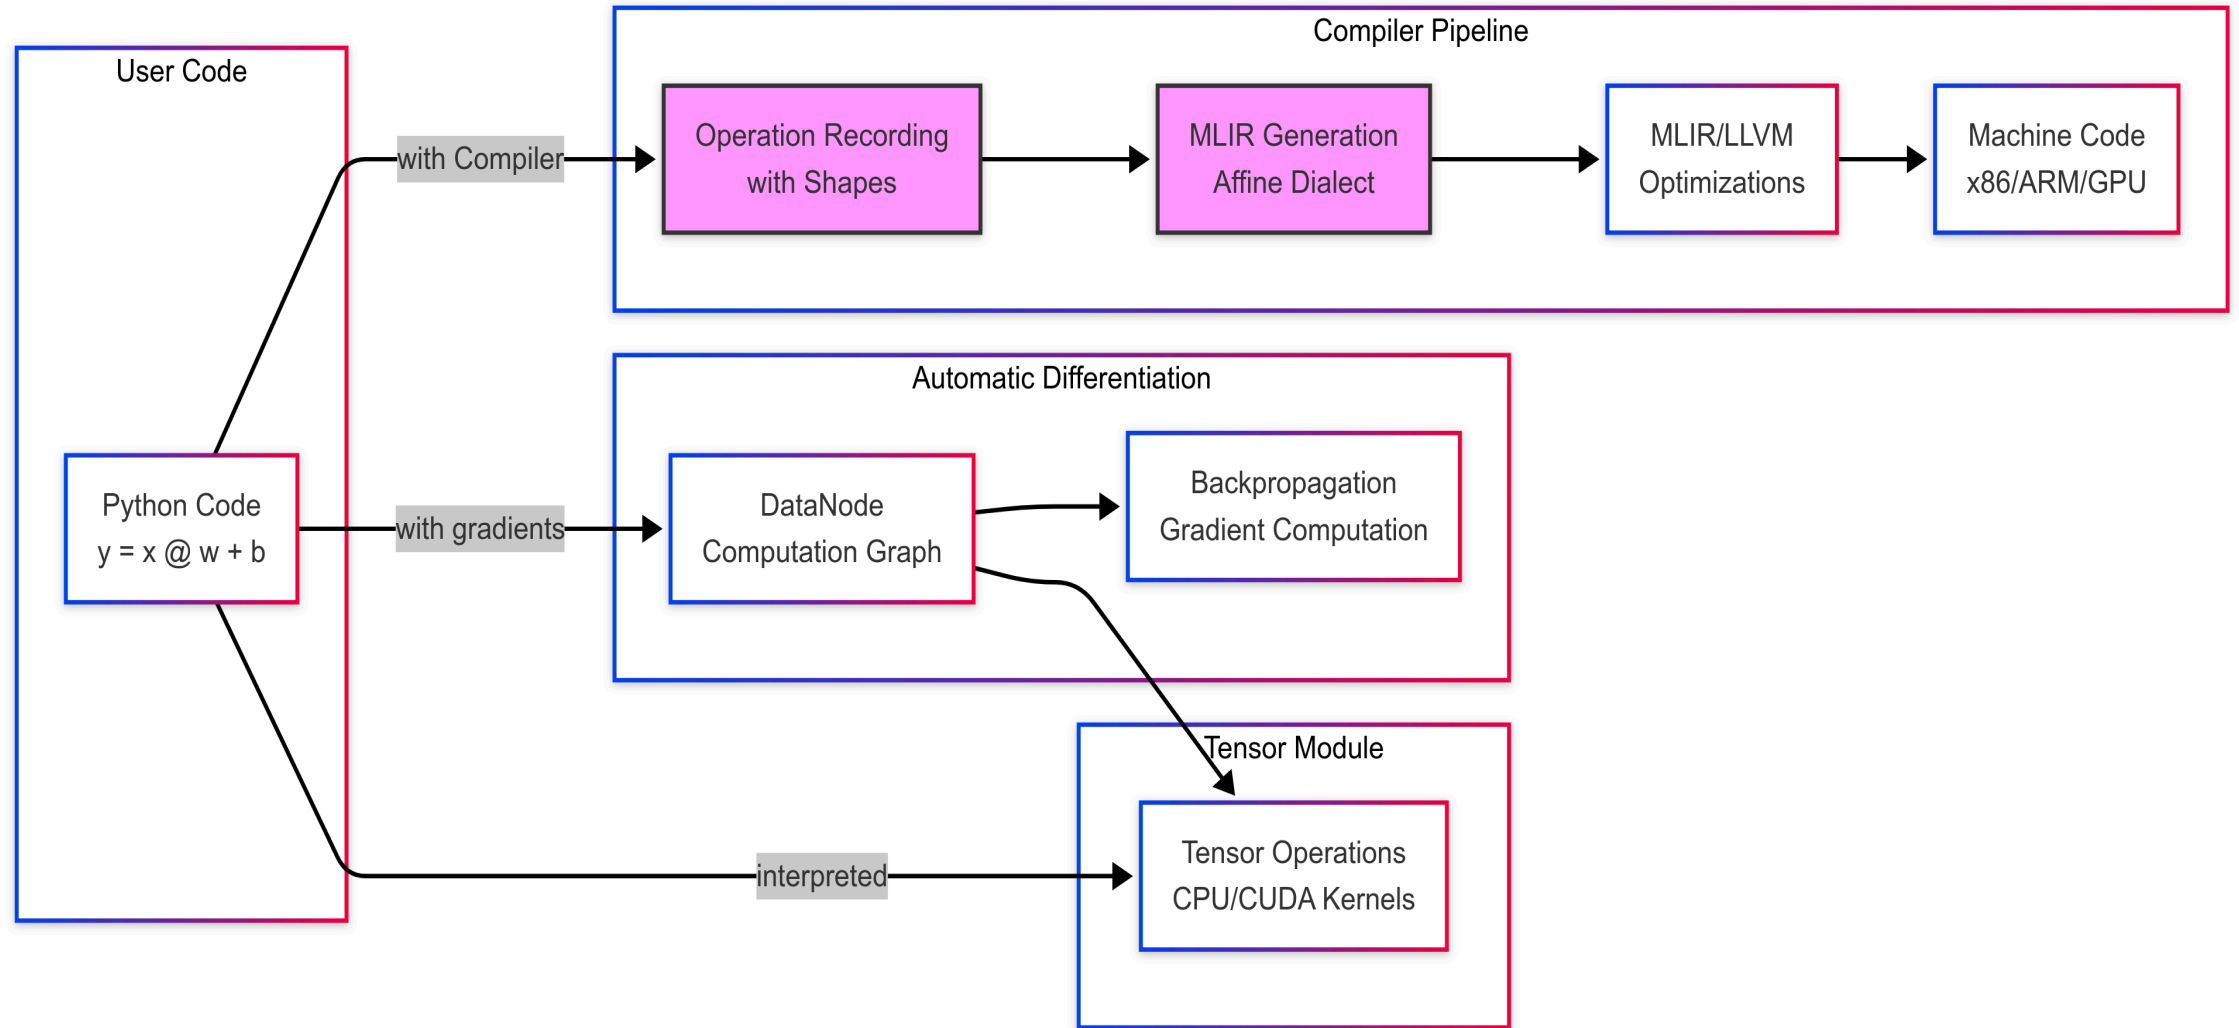 User Code
Python Code
y = x @ w + b
with Compiler
with gradients
interpreted
Compiler Pipeline
Operation Recording
with Shapes
MLIR Generation
Affine Dialect
MLIR/LLVM
Optimizations
Machine Code
x86/ARM/GPU
Automatic Differentiation
DataNode
Computation Graph
Backpropagation
Gradient Computation
Tensor Module
Tensor Operations
CPU/CUDA Kernels